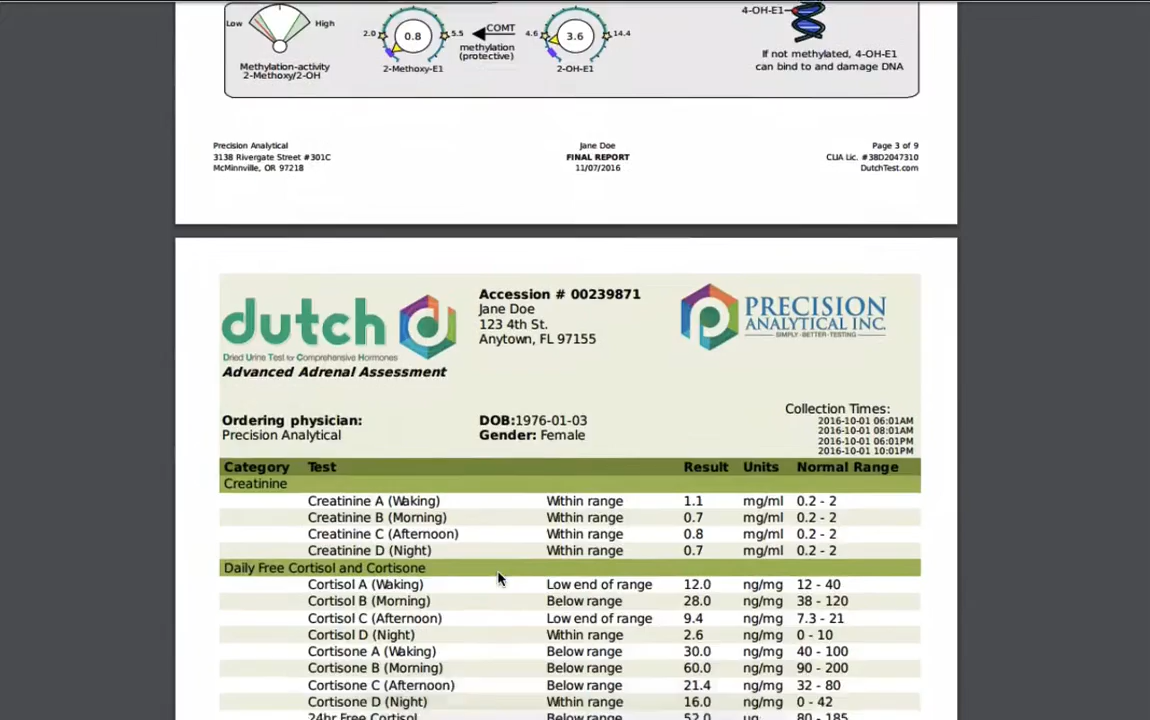 Low High
Methylation-activity
2-Methoxy/2-OH
2.0 0.8 5.5
2-Methoxy-E1
COMT
methylation
(protective)
4.6 3.6 14.4
2-OH-E1
4-OH-E1
If not methylated, 4-OH-E1
can bind to and damage DNA
Precision Analytical
3138 Rivergate Street #301C
McMinnville, OR 97218
Jane Doe
FINAL REPORT
11/07/2016
Page 3 of 9
CLIA Lic. #38D2047310
DutchTest.com
dutch
Dried Urine Test for Comprehensive Hormones
Advanced Adrenal Assessment
Accession # 00239871
Jane Doe
123 4th St.
Anytown, FL 97155
PRECISION
ANALYTICAL INC.
SIMPLY·BETTER·TESTING
Ordering physician:
Precision Analytical
DOB:1976-01-03
Gender: Female
Collection Times:
2016-10-01 06:01AM
2016-10-01 08:01AM
2016-10-01 06:01PM
2016-10-01 10:01PM
Category Test Result Units Normal Range
Creatinine
Creatinine A (Waking) Within range 1.1 mg/ml 0.2 - 2
Creatinine B (Morning) Within range 0.7 mg/ml 0.2 - 2
Creatinine C (Afternoon) Within range 0.8 mg/ml 0.2 - 2
Creatinine D (Night) Within range 0.7 mg/ml 0.2 - 2
Daily Free Cortisol and Cortisone
Cortisol A (Waking) Low end of range 12.0 ng/mg 12 - 40
Cortisol B (Morning) Below range 28.0 ng/mg 38 - 120
Cortisol C (Afternoon) Low end of range 9.4 ng/mg 7.3 - 21
Cortisol D (Night) Within range 2.6 ng/mg 0 - 10
Cortisone A (Waking) Below range 30.0 ng/mg 40 - 100
Cortisone B (Morning) Below range 60.0 ng/mg 90 - 200
Cortisone C (Afternoon) Below range 21.4 ng/mg 32 - 80
Cortisone D (Night) Within range 16.0 ng/mg 0 - 42
24hr Free Cortisol Below range 52.0 ug 80 - 185